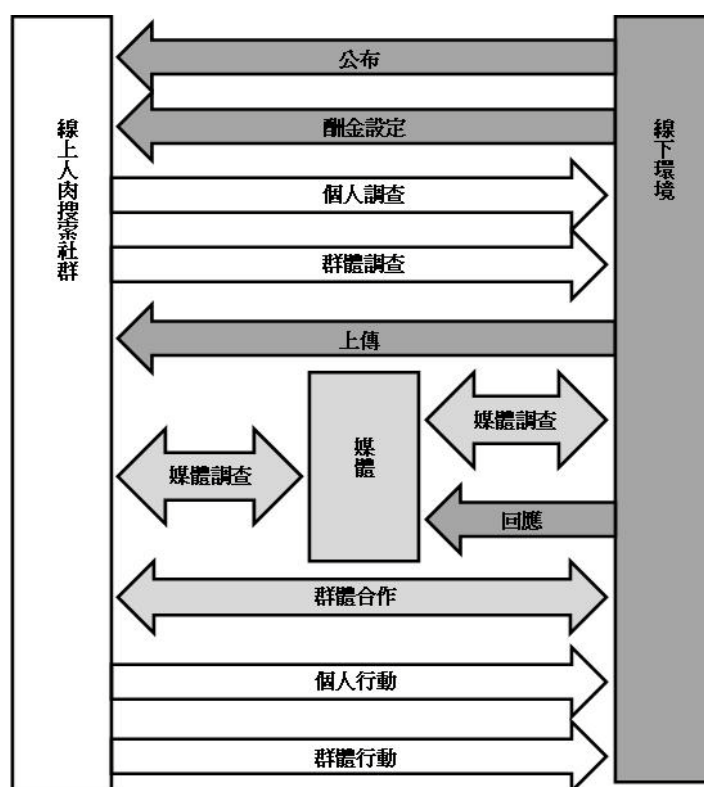 公布
酬金設定
線上人肉搜索社群
線下環境
個人調查
群體調查
上傳
媒體
媒體調查
媒體調查
回應
群體合作
個人行動
群體行動